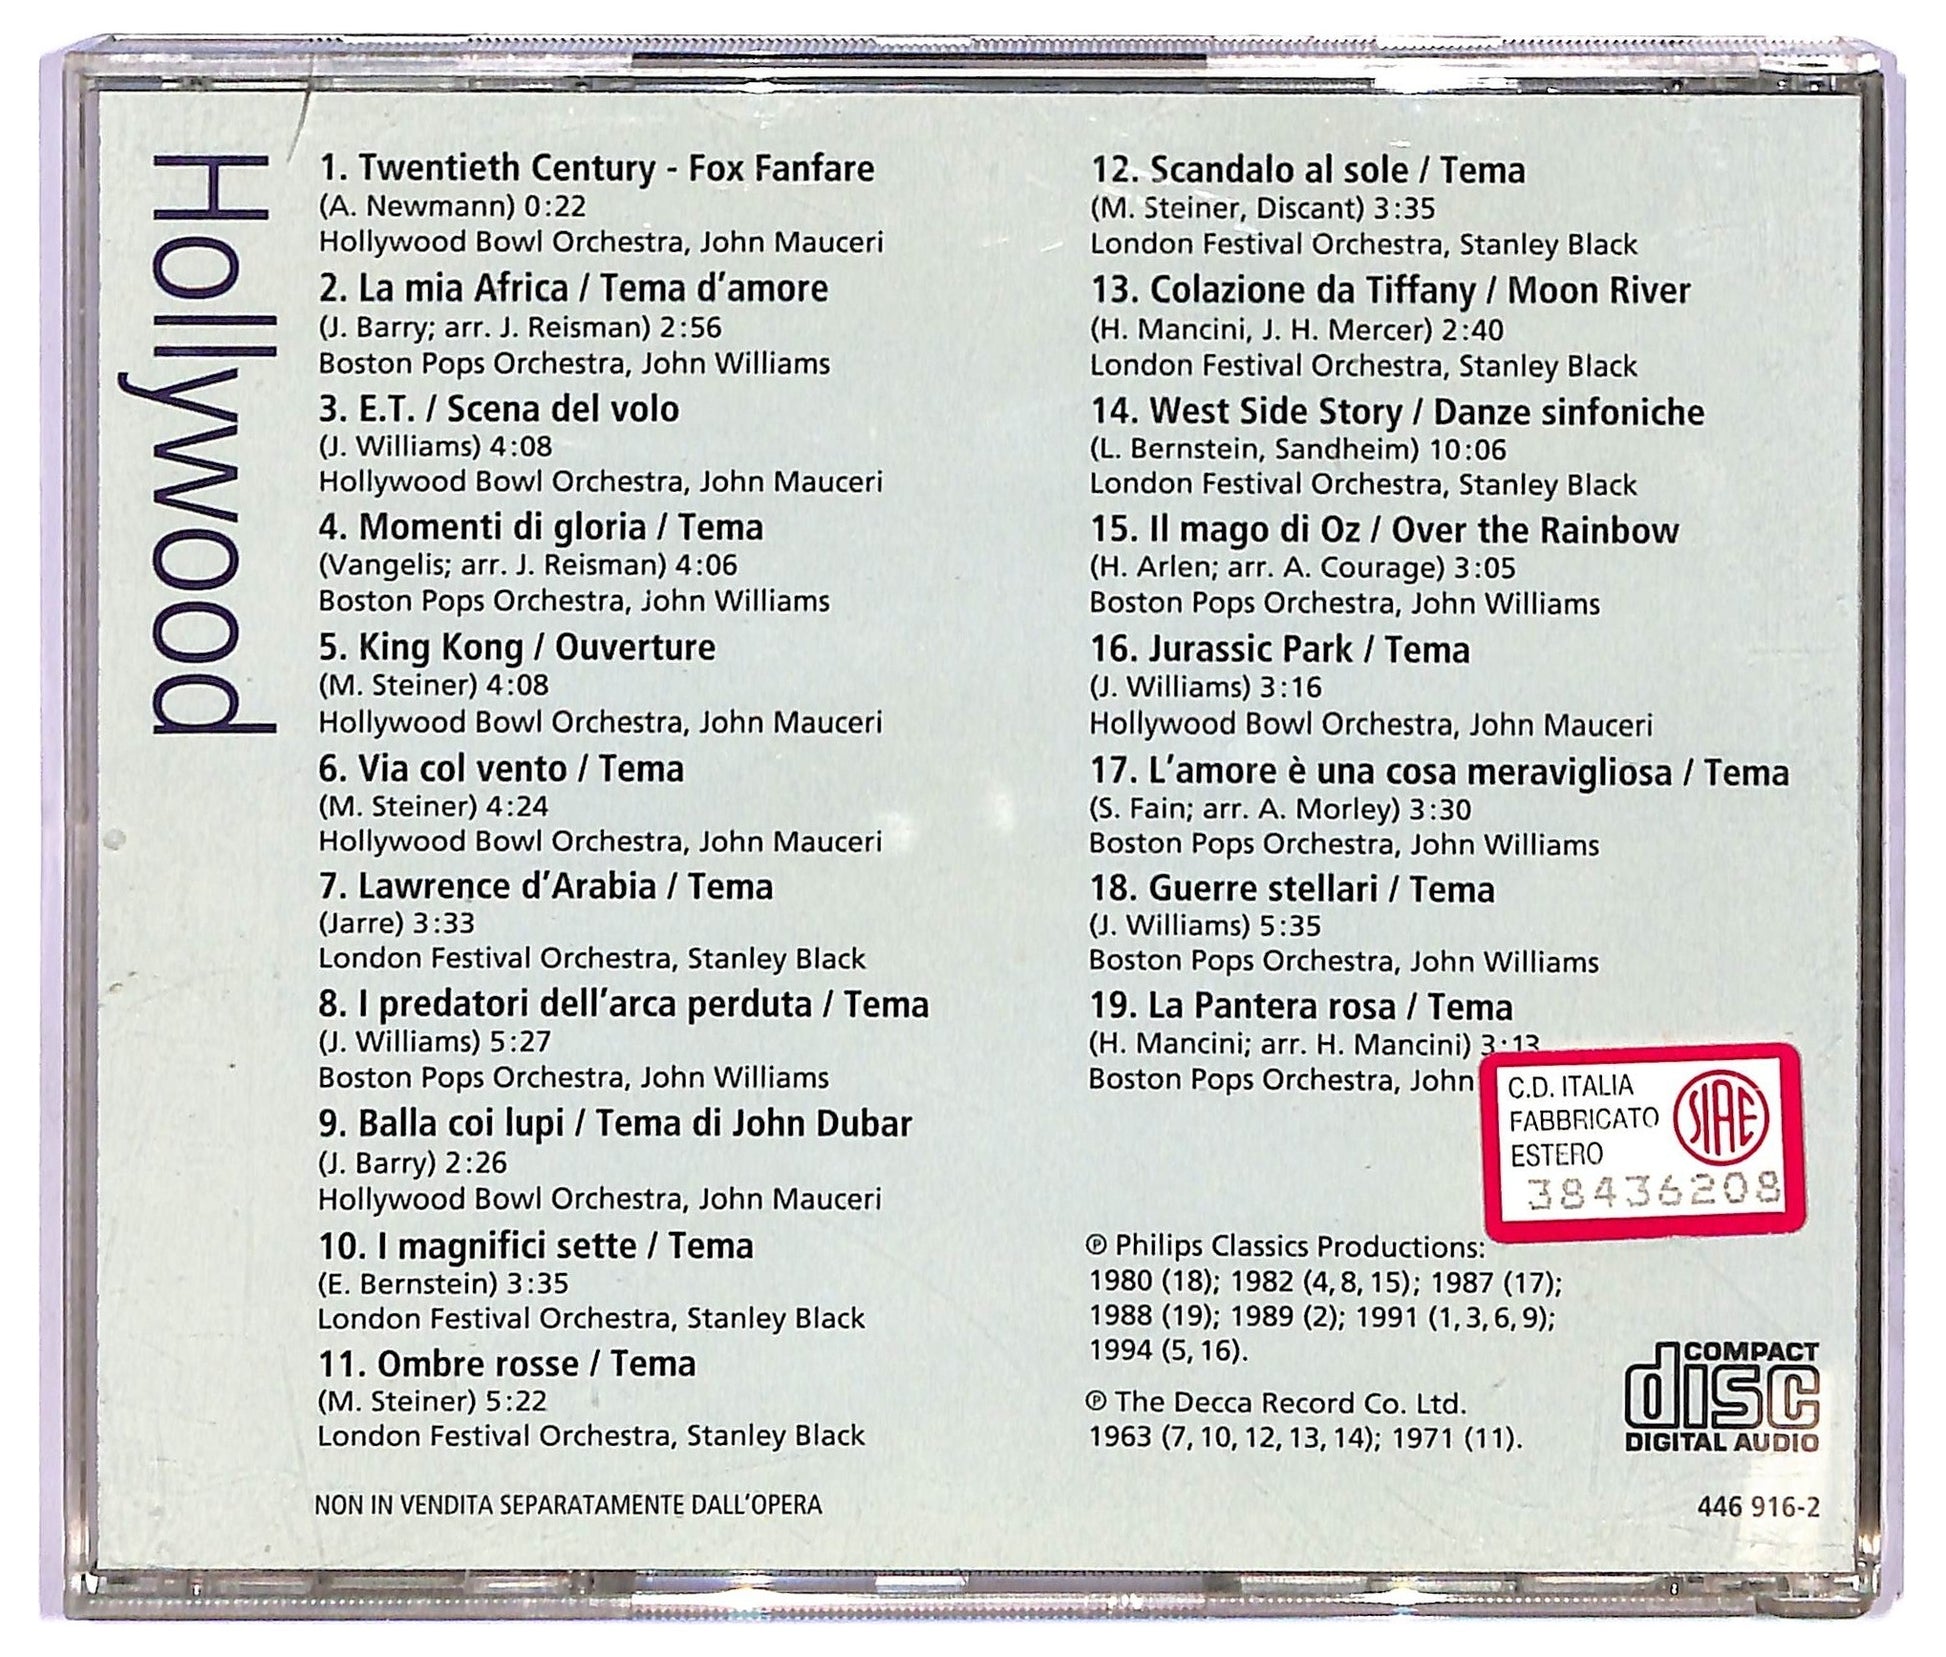 Hollywood
1. Twentieth Century - Fox Fanfare
(A. Newmann) 0:22
Hollywood Bowl Orchestra, John Mauceri
2. La mia Africa / Tema d'amore
(J. Barry; arr. J. Reisman) 2:56
Boston Pops Orchestra, John Williams
3. E.T. / Scena del volo
(J. Williams) 4:08
Hollywood Bowl Orchestra, John Mauceri
4. Momenti di gloria / Tema
(Vangelis; arr. J. Reisman) 4:06
Boston Pops Orchestra, John Williams
5. King Kong / Ouverture
(M. Steiner) 4:08
Hollywood Bowl Orchestra, John Mauceri
6. Via col vento / Tema
(M. Steiner) 4:24
Hollywood Bowl Orchestra, John Mauceri
7. Lawrence d'Arabia / Tema
(Jarre) 3:33
London Festival Orchestra, Stanley Black
8. I predatori dell'arca perduta / Tema
(J. Williams) 5:27
Boston Pops Orchestra, John Williams
9. Balla coi lupi / Tema di John Dubar
(J. Barry) 2:26
Hollywood Bowl Orchestra, John Mauceri
10. I magnifici sette / Tema
(E. Bernstein) 3:35
London Festival Orchestra, Stanley Black
11. Ombre rosse / Tema
(M. Steiner) 5:22
London Festival Orchestra, Stanley Black
NON IN VENDITA SEPARATAMENTE DALL'OPERA
12. Scandalo al sole / Tema
(M. Steiner, Discant) 3:35
London Festival Orchestra, Stanley Black
13. Colazione da Tiffany / Moon River
(H. Mancini, J. H. Mercer) 2:40
London Festival Orchestra, Stanley Black
14. West Side Story / Danze sinfoniche
(L. Bernstein, Sandheim) 10:06
London Festival Orchestra, Stanley Black
15. Il mago di Oz / Over the Rainbow
(H. Arlen; arr. A. Courage) 3:05
Boston Pops Orchestra, John Williams
16. Jurassic Park / Tema
(J. Williams) 3:16
Hollywood Bowl Orchestra, John Mauceri
17. L'amore è una cosa meravigliosa / Tema
(S. Fain; arr. A. Morley) 3:30
Boston Pops Orchestra, John Williams
18. Guerre stellari / Tema
(J. Williams) 5:35
Boston Pops Orchestra, John Williams
19. La Pantera rosa / Tema
(H. Mancini; arr. H. Mancini) 3:13
Boston Pops Orchestra, John
C.D. ITALIA
FABBRICATO
ESTERO
SIAE
38436208
℗ Philips Classics Productions:
1980 (18); 1982 (4, 8, 15); 1987 (17);
1988 (19); 1989 (2); 1991 (1, 3, 6, 9);
1994 (5, 16).
℗ The Decca Record Co. Ltd.
1963 (7, 10, 12, 13, 14); 1971 (11).
COMPACT
disc
DIGITAL AUDIO
446 916-2